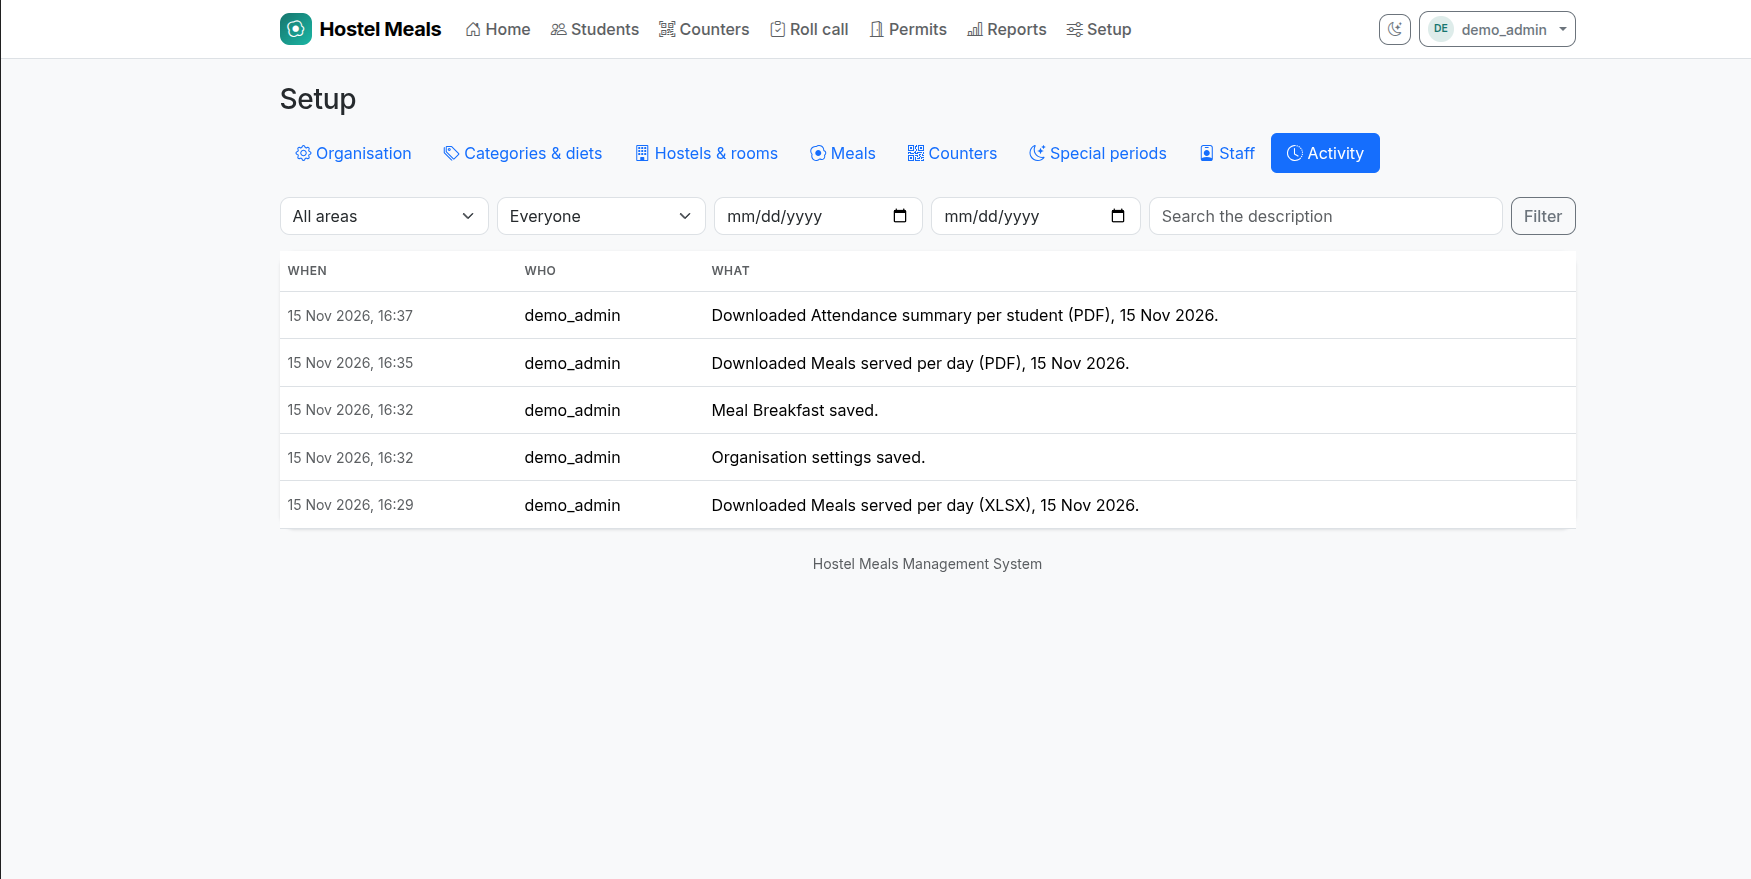 Hostel Meals Home Students Counters Roll call Permits Reports Setup DE demo_admin
Setup
Organisation Categories & diets Hostels & rooms Meals Counters Special periods Staff Activity
All areas Everyone mm/dd/yyyy mm/dd/yyyy Search the description Filter
WHEN WHO WHAT
15 Nov 2026, 16:37 demo_admin Downloaded Attendance summary per student (PDF), 15 Nov 2026.
15 Nov 2026, 16:35 demo_admin Downloaded Meals served per day (PDF), 15 Nov 2026.
15 Nov 2026, 16:32 demo_admin Meal Breakfast saved.
15 Nov 2026, 16:32 demo_admin Organisation settings saved.
15 Nov 2026, 16:29 demo_admin Downloaded Meals served per day (XLSX), 15 Nov 2026.
Hostel Meals Management System